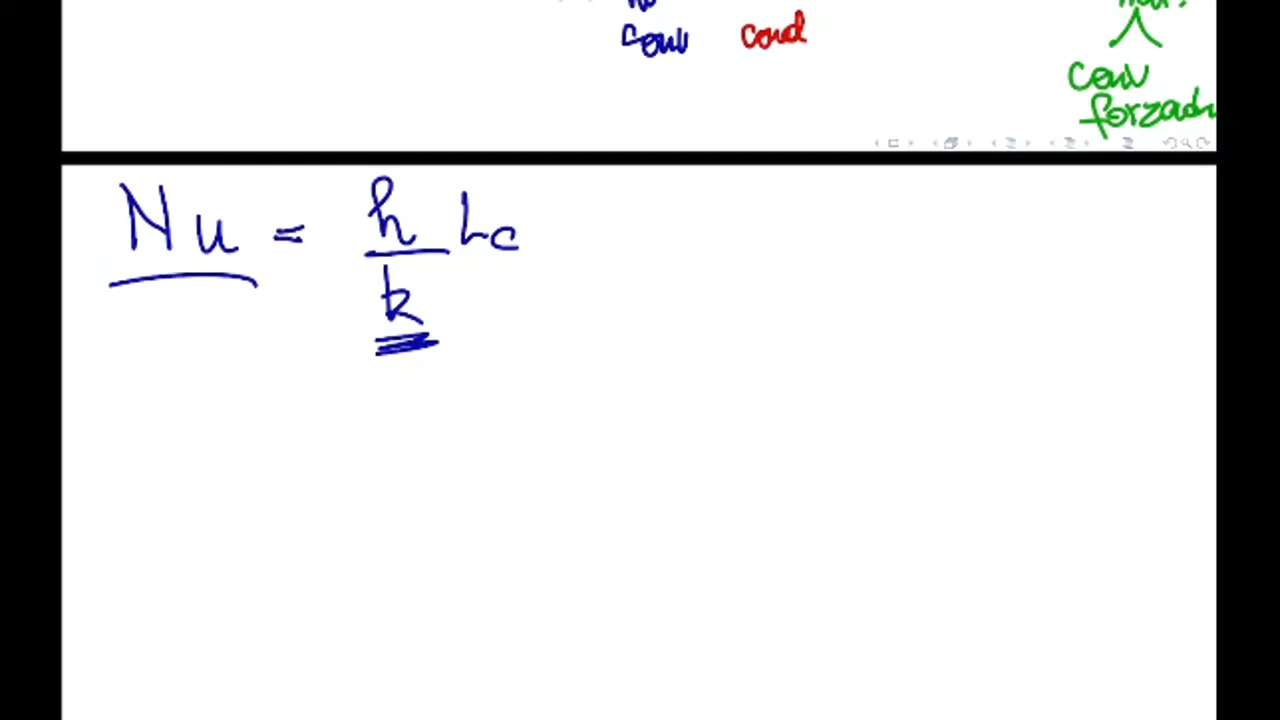 conv cond
conv
forzada
Nu = h/k Lc